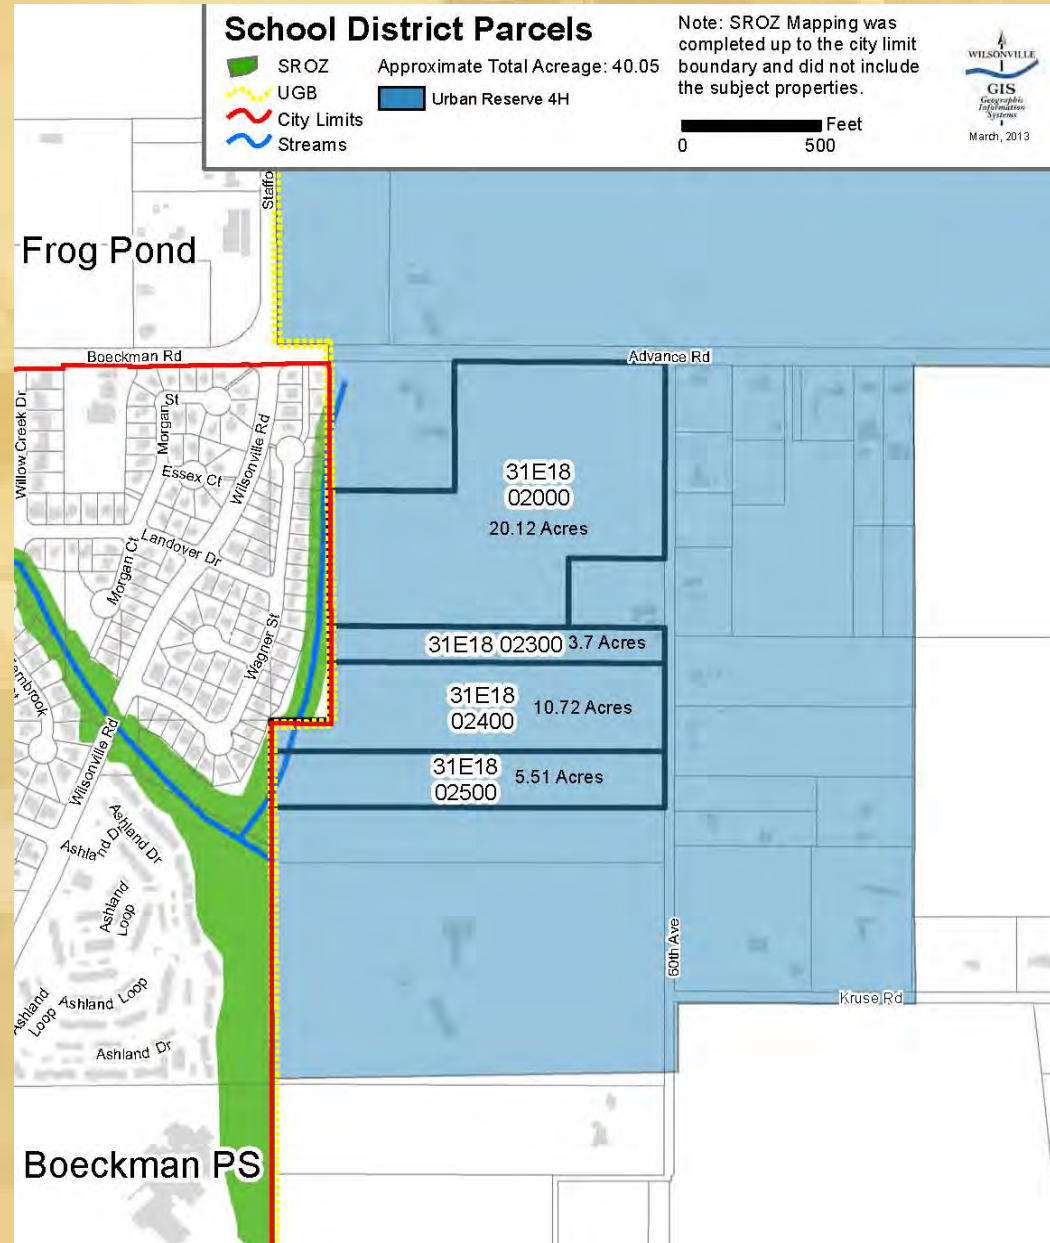 School District Parcels
SROZ
UGB
City Limits
Streams
Approximate Total Acreage: 40.05
Urban Reserve 4H
Note: SROZ Mapping was
completed up to the city limit
boundary and did not include
the subject properties.
Feet
0 500
WILSONVILLE
GIS
Geographic
Information
Systems
March, 2013
Staffo
Frog Pond
Boeckman Rd
Advance Rd
Willow Creek Dr
Morgan
St
Wilsonville Rd
Essex Ct
Landover Dr
Morgan Ct
Wagner St
31E18
02000
20.12 Acres
31E18 02300 3.7 Acres
31E18
02400
10.72 Acres
31E18
02500
5.51 Acres
Wilsonville Rd
Ashland Dr
Ashland Dr
Ashland
Loop
Ashland Loop
Ashland
Loop
Ashland Dr
60th Ave
Kruse Rd
Boeckman PS